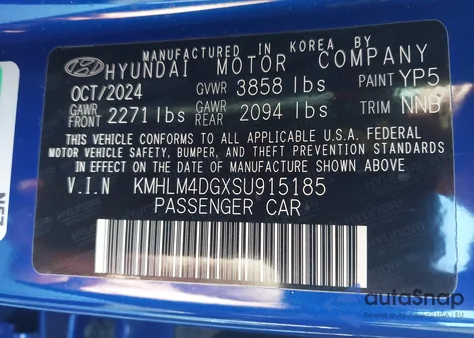 MANUFACTURED IN KOREA BY
HYUNDAI MOTOR COMPANY
OCT/2024 GVWR 3858 lbs PAINT YP5
GAWR FRONT 2271 lbs GAWR REAR 2094 lbs TRIM NNB
THIS VEHICLE CONFORMS TO ALL APPLICABLE U.S.A. FEDERAL
MOTOR VEHICLE SAFETY, BUMPER, AND THEFT PREVENTION STANDARDS
IN EFFECT ON THE DATE OF MANUFACTURE SHOWN ABOVE
V.I.N KMHLM4DGXSU915185
PASSENGER CAR
autoSnap